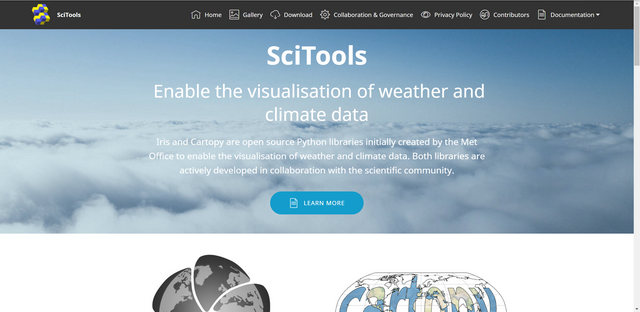 SciTools
Home
Gallery
Download
Collaboration & Governance
Privacy Policy
Contributors
Documentation
SciTools
Enable the visualisation of weather and
climate data
Iris and Cartopy are open source Python libraries initially created by the Met
Office to enable the visualisation of weather and climate data. Both libraries are
actively developed in collaboration with the scientific community.
LEARN MORE
Cartopy